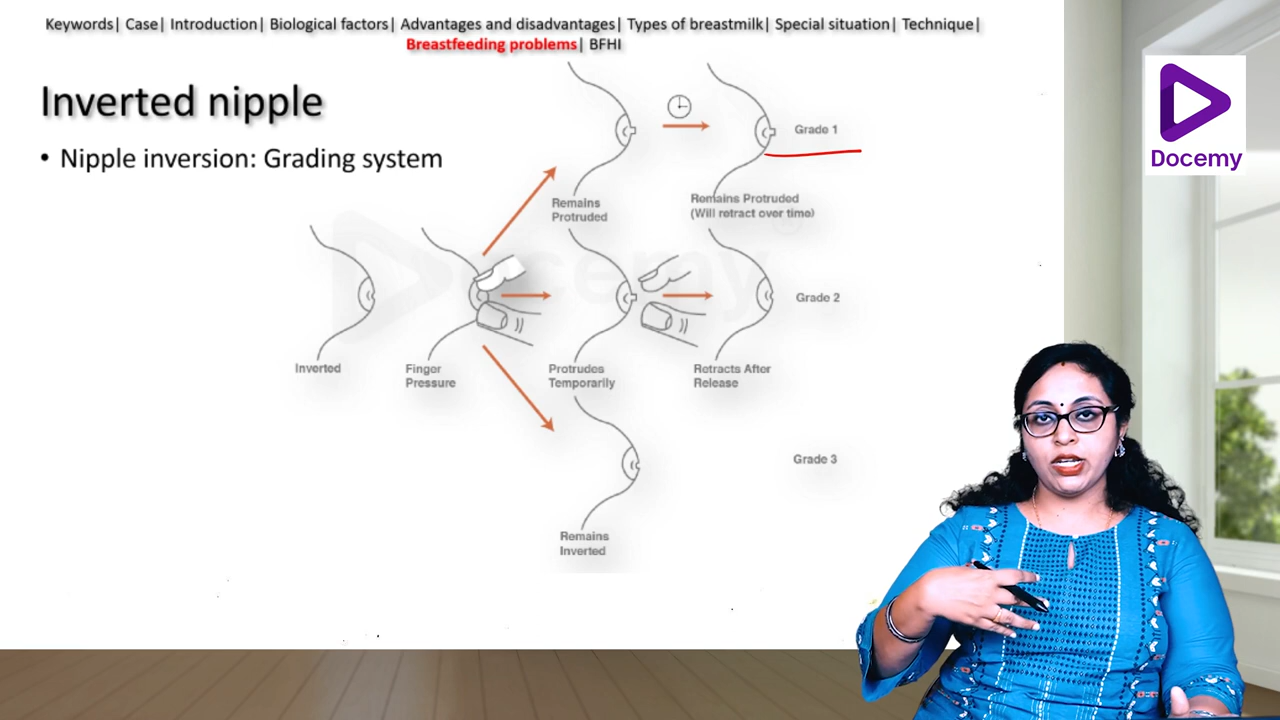 Keywords| Case| Introduction| Biological factors| Advantages and disadvantages| Types of breastmilk| Special situation| Technique|
Breastfeeding problems| BFHI
Inverted nipple
• Nipple inversion: Grading system
Grade 1
Remains
Protruded
Remains Protruded
(Will retract over time)
Grade 2
Inverted
Finger
Pressure
Protrudes
Temporarily
Retracts After
Release
Grade 3
Remains
Inverted
Docemy
Docemy